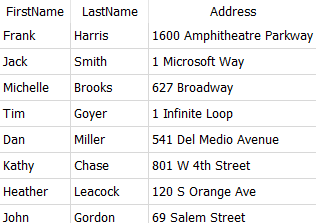 FirstName LastName Address
Frank Harris 1600 Amphitheatre Parkway
Jack Smith 1 Microsoft Way
Michelle Brooks 627 Broadway
Tim Goyer 1 Infinite Loop
Dan Miller 541 Del Medio Avenue
Kathy Chase 801 W 4th Street
Heather Leacock 120 S Orange Ave
John Gordon 69 Salem Street